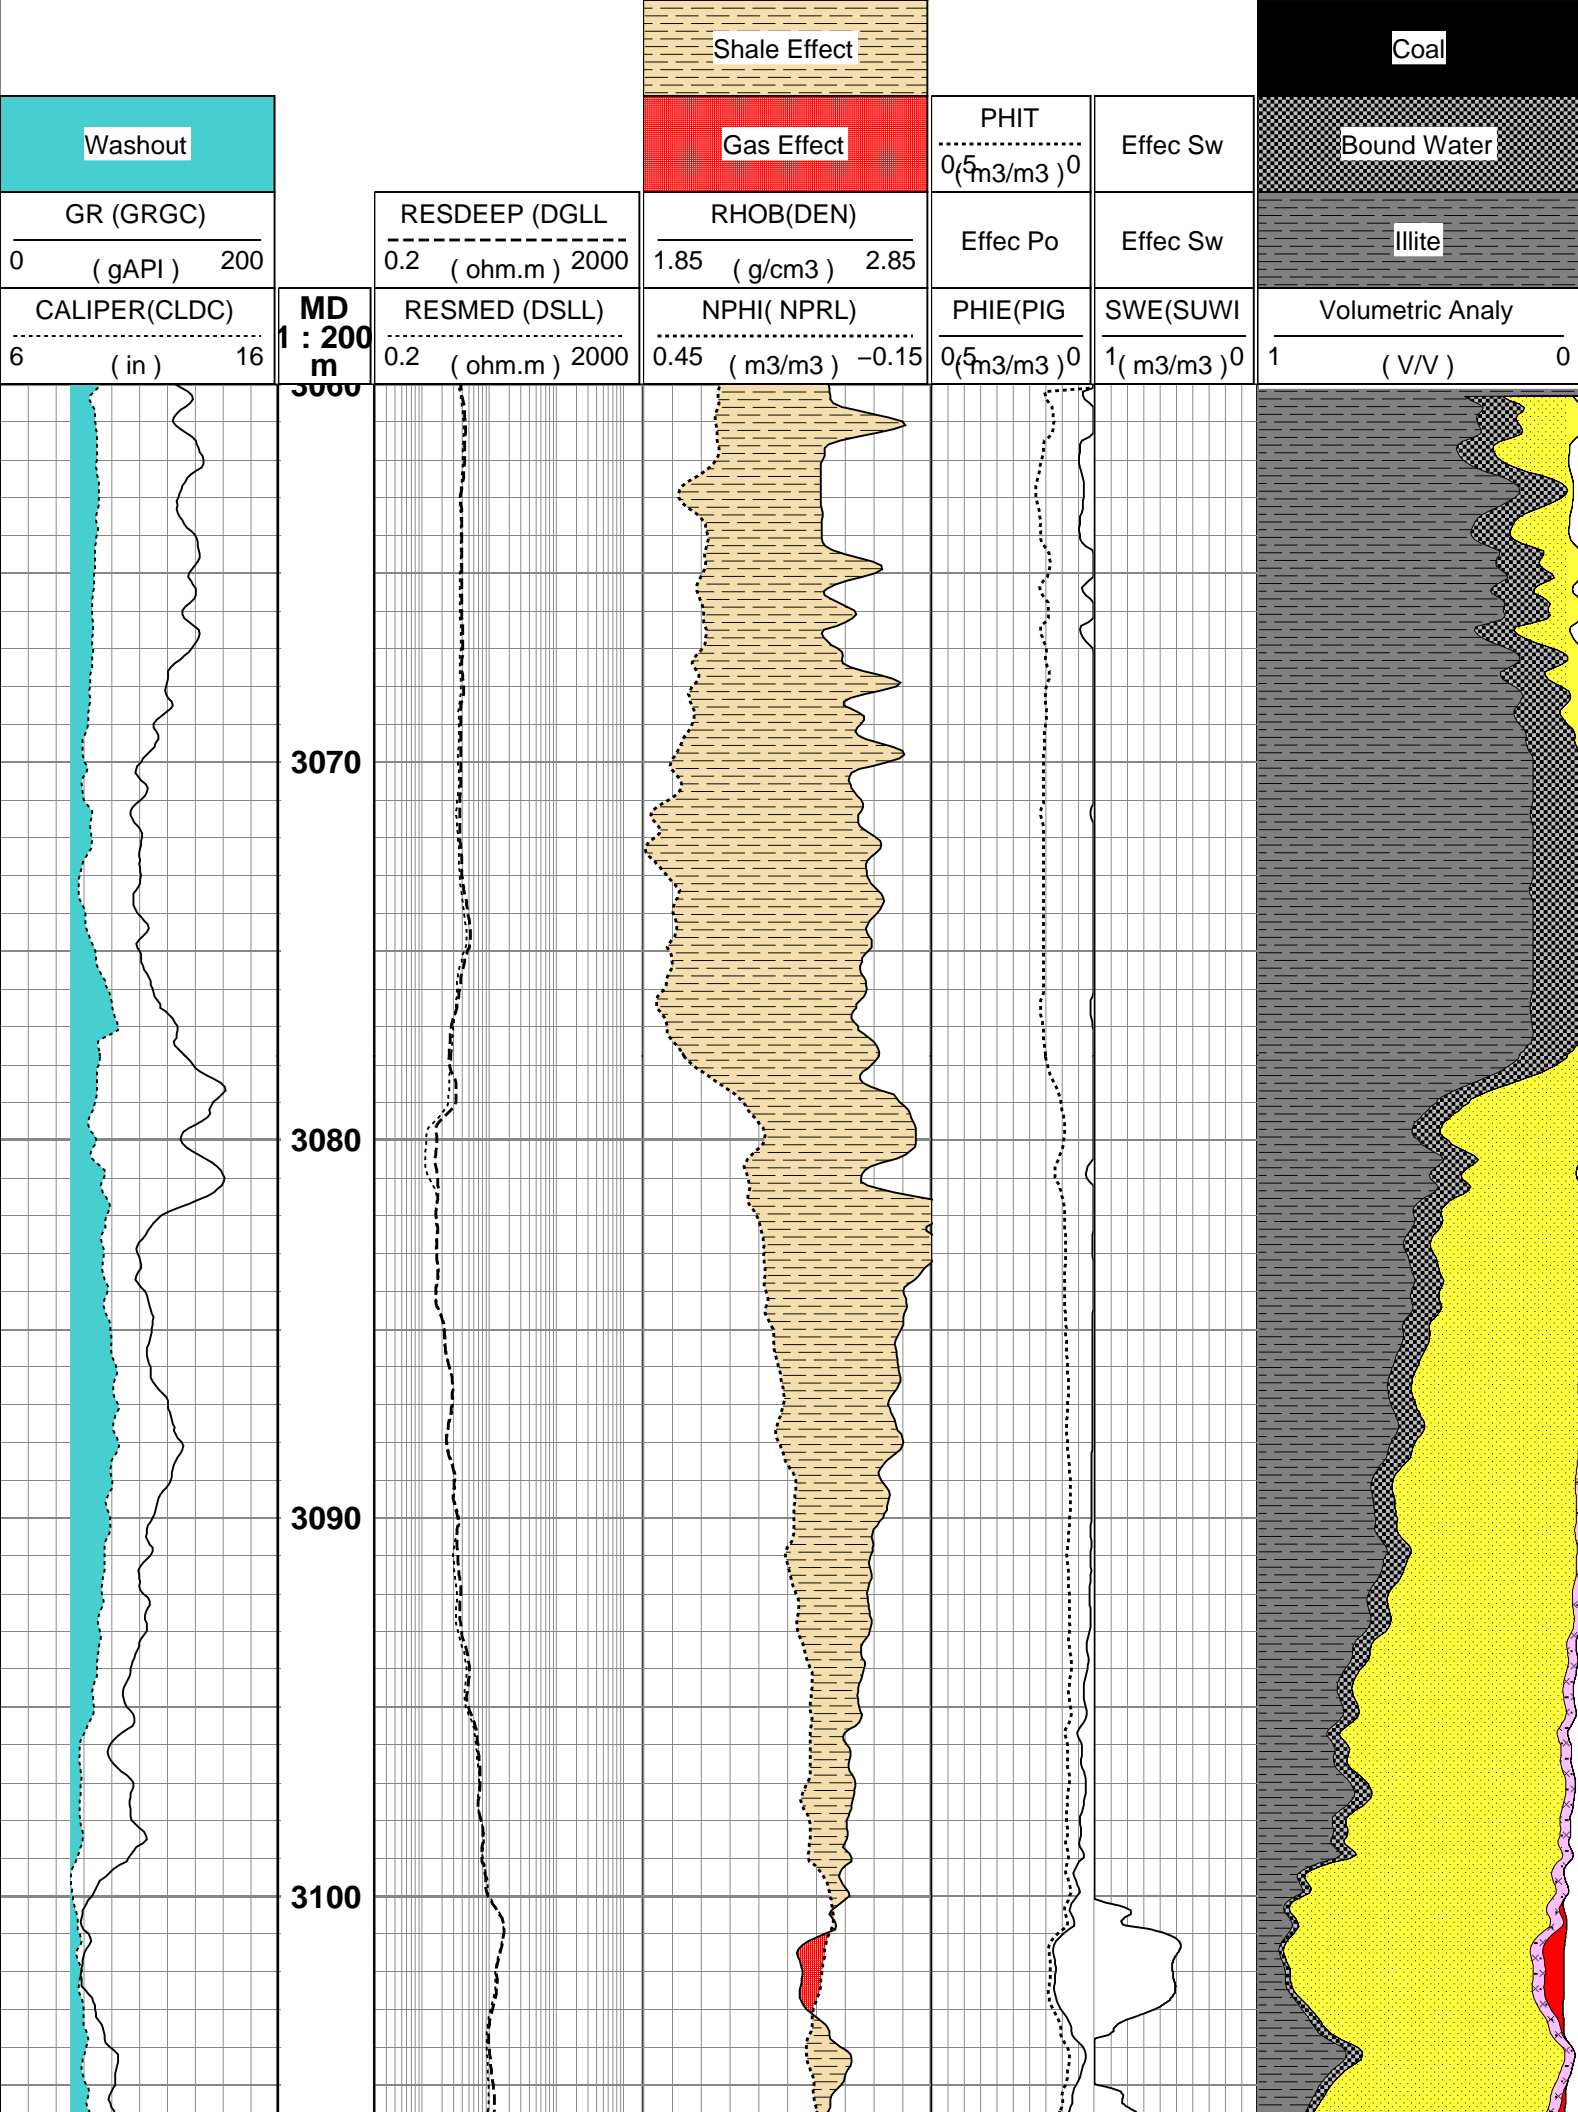 Shale Effect
Coal
Washout
Gas Effect
PHIT
0.5 ( m3/m3 ) 0
Effec Sw
Bound Water
GR (GRGC)
0 ( gAPI ) 200
RESDEEP (DGLL
0.2 ( ohm.m ) 2000
RHOB(DEN)
1.85 ( g/cm3 ) 2.85
Effec Po
Effec Sw
Illite
CALIPER(CLDC)
6 ( in ) 16
MD
1 : 200
m
RESMED (DSLL)
0.2 ( ohm.m ) 2000
NPHI( NPRL)
0.45 ( m3/m3 ) −0.15
PHIE(PIG
0.5 ( m3/m3 ) 0
SWE(SUWI
1 ( m3/m3 ) 0
Volumetric Analy
1 ( V/V ) 0
3060
3070
3080
3090
3100